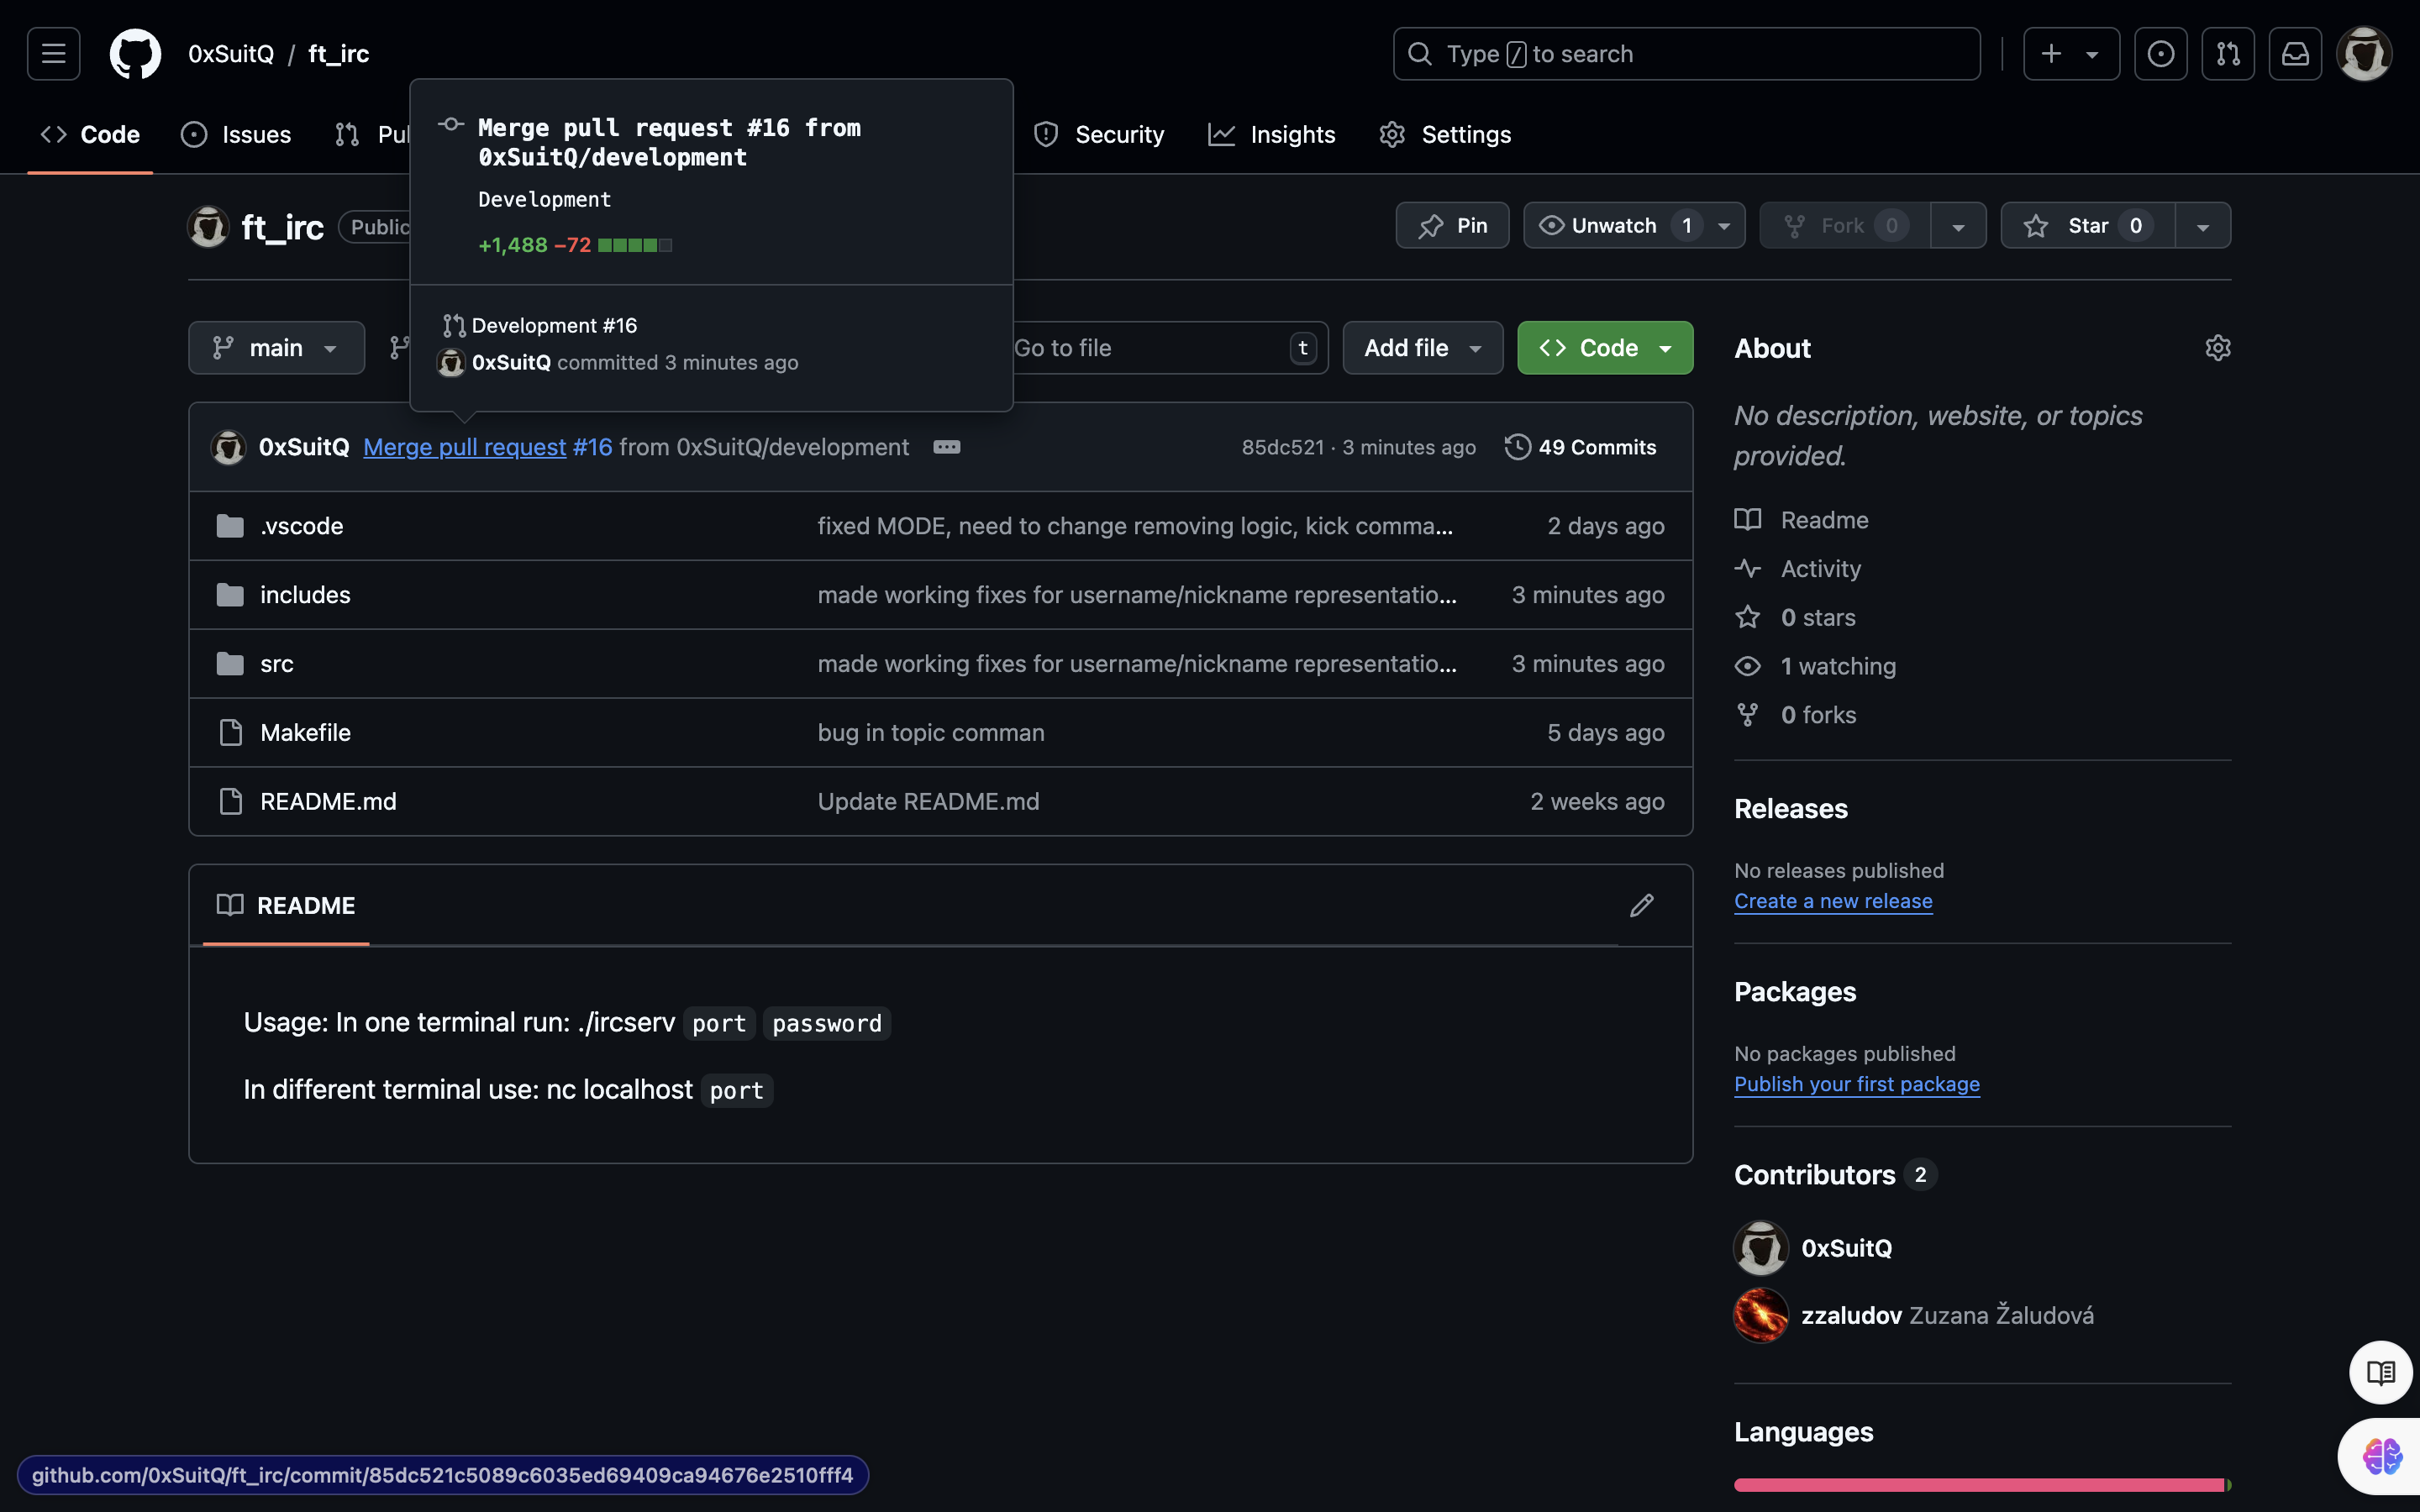 0xSuitQ / ft_irc
Type / to search
Code
Issues
Pul
Security
Insights
Settings
Merge pull request #16 from
0xSuitQ/development
Development
+1,488 −72
Development #16
0xSuitQ committed 3 minutes ago
ft_irc
Public
Pin
Unwatch 1
Fork 0
Star 0
main
Go to file
t
Add file
Code
0xSuitQ Merge pull request #16 from 0xSuitQ/development
85dc521 · 3 minutes ago
49 Commits
.vscode
fixed MODE, need to change removing logic, kick comma...
2 days ago
includes
made working fixes for username/nickname representatio...
3 minutes ago
src
made working fixes for username/nickname representatio...
3 minutes ago
Makefile
bug in topic comman
5 days ago
README.md
Update README.md
2 weeks ago
README
Usage: In one terminal run: ./ircserv port password
In different terminal use: nc localhost port
About
No description, website, or topics
provided.
Readme
Activity
0 stars
1 watching
0 forks
Releases
No releases published
Create a new release
Packages
No packages published
Publish your first package
Contributors 2
0xSuitQ
zzaludov Zuzana Žaludová
Languages
github.com/0xSuitQ/ft_irc/commit/85dc521c5089c6035ed69409ca94676e2510fff4